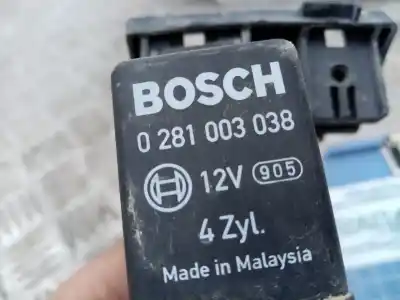 BOSCH
0 281 003 038
12V 905
4 Zyl.
Made in Malaysia